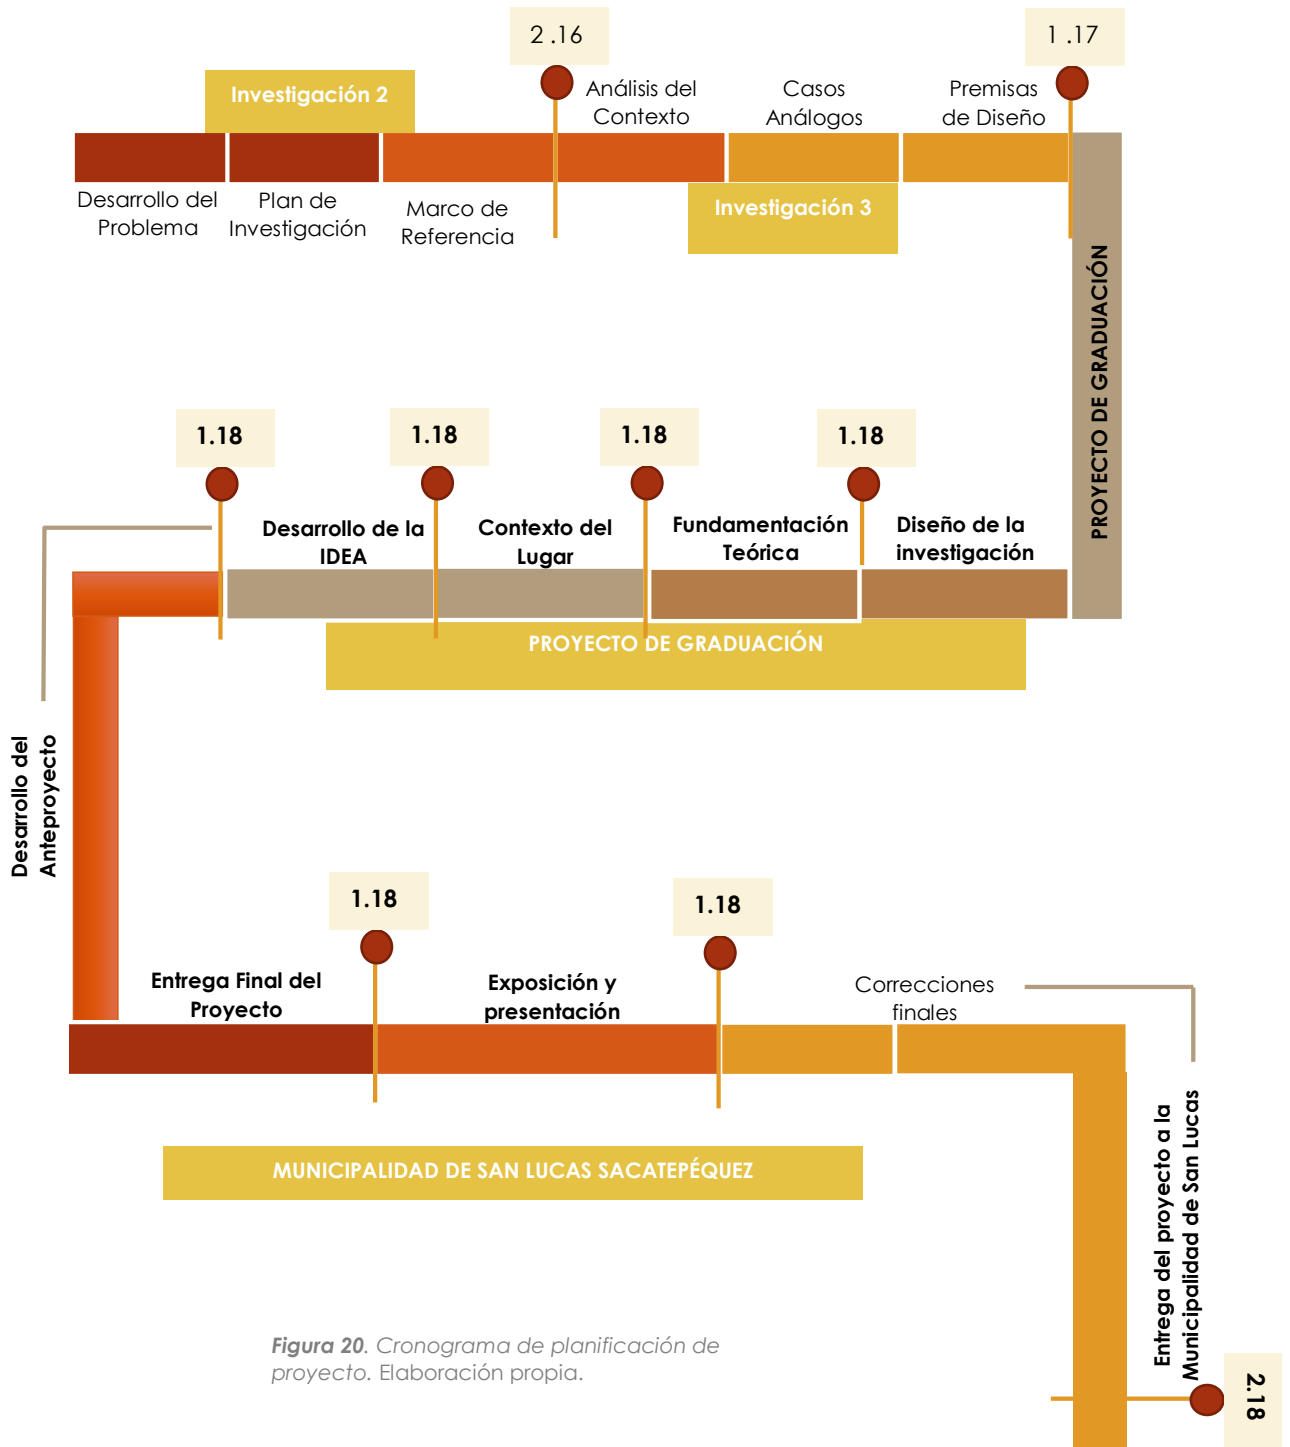 2 .16
1 .17
Investigación 2
Análisis del
Contexto
Casos
Análogos
Premisas
de Diseño
Desarrollo del
Problema
Plan de
Investigación
Marco de
Referencia
Investigación 3
PROYECTO DE GRADUACIÓN
1.18
1.18
1.18
1.18
Desarrollo de la
IDEA
Contexto del
Lugar
Fundamentación
Teórica
Diseño de la
investigación
PROYECTO DE GRADUACIÓN
Desarrollo del
Anteproyecto
1.18
1.18
Entrega Final del
Proyecto
Exposición y
presentación
Correcciones
finales
Entrega del proyecto a la
Municipalidad de San Lucas
MUNICIPALIDAD DE SAN LUCAS SACATEPÉQUEZ
2.18
Figura 20. Cronograma de planificación de
proyecto. Elaboración propia.